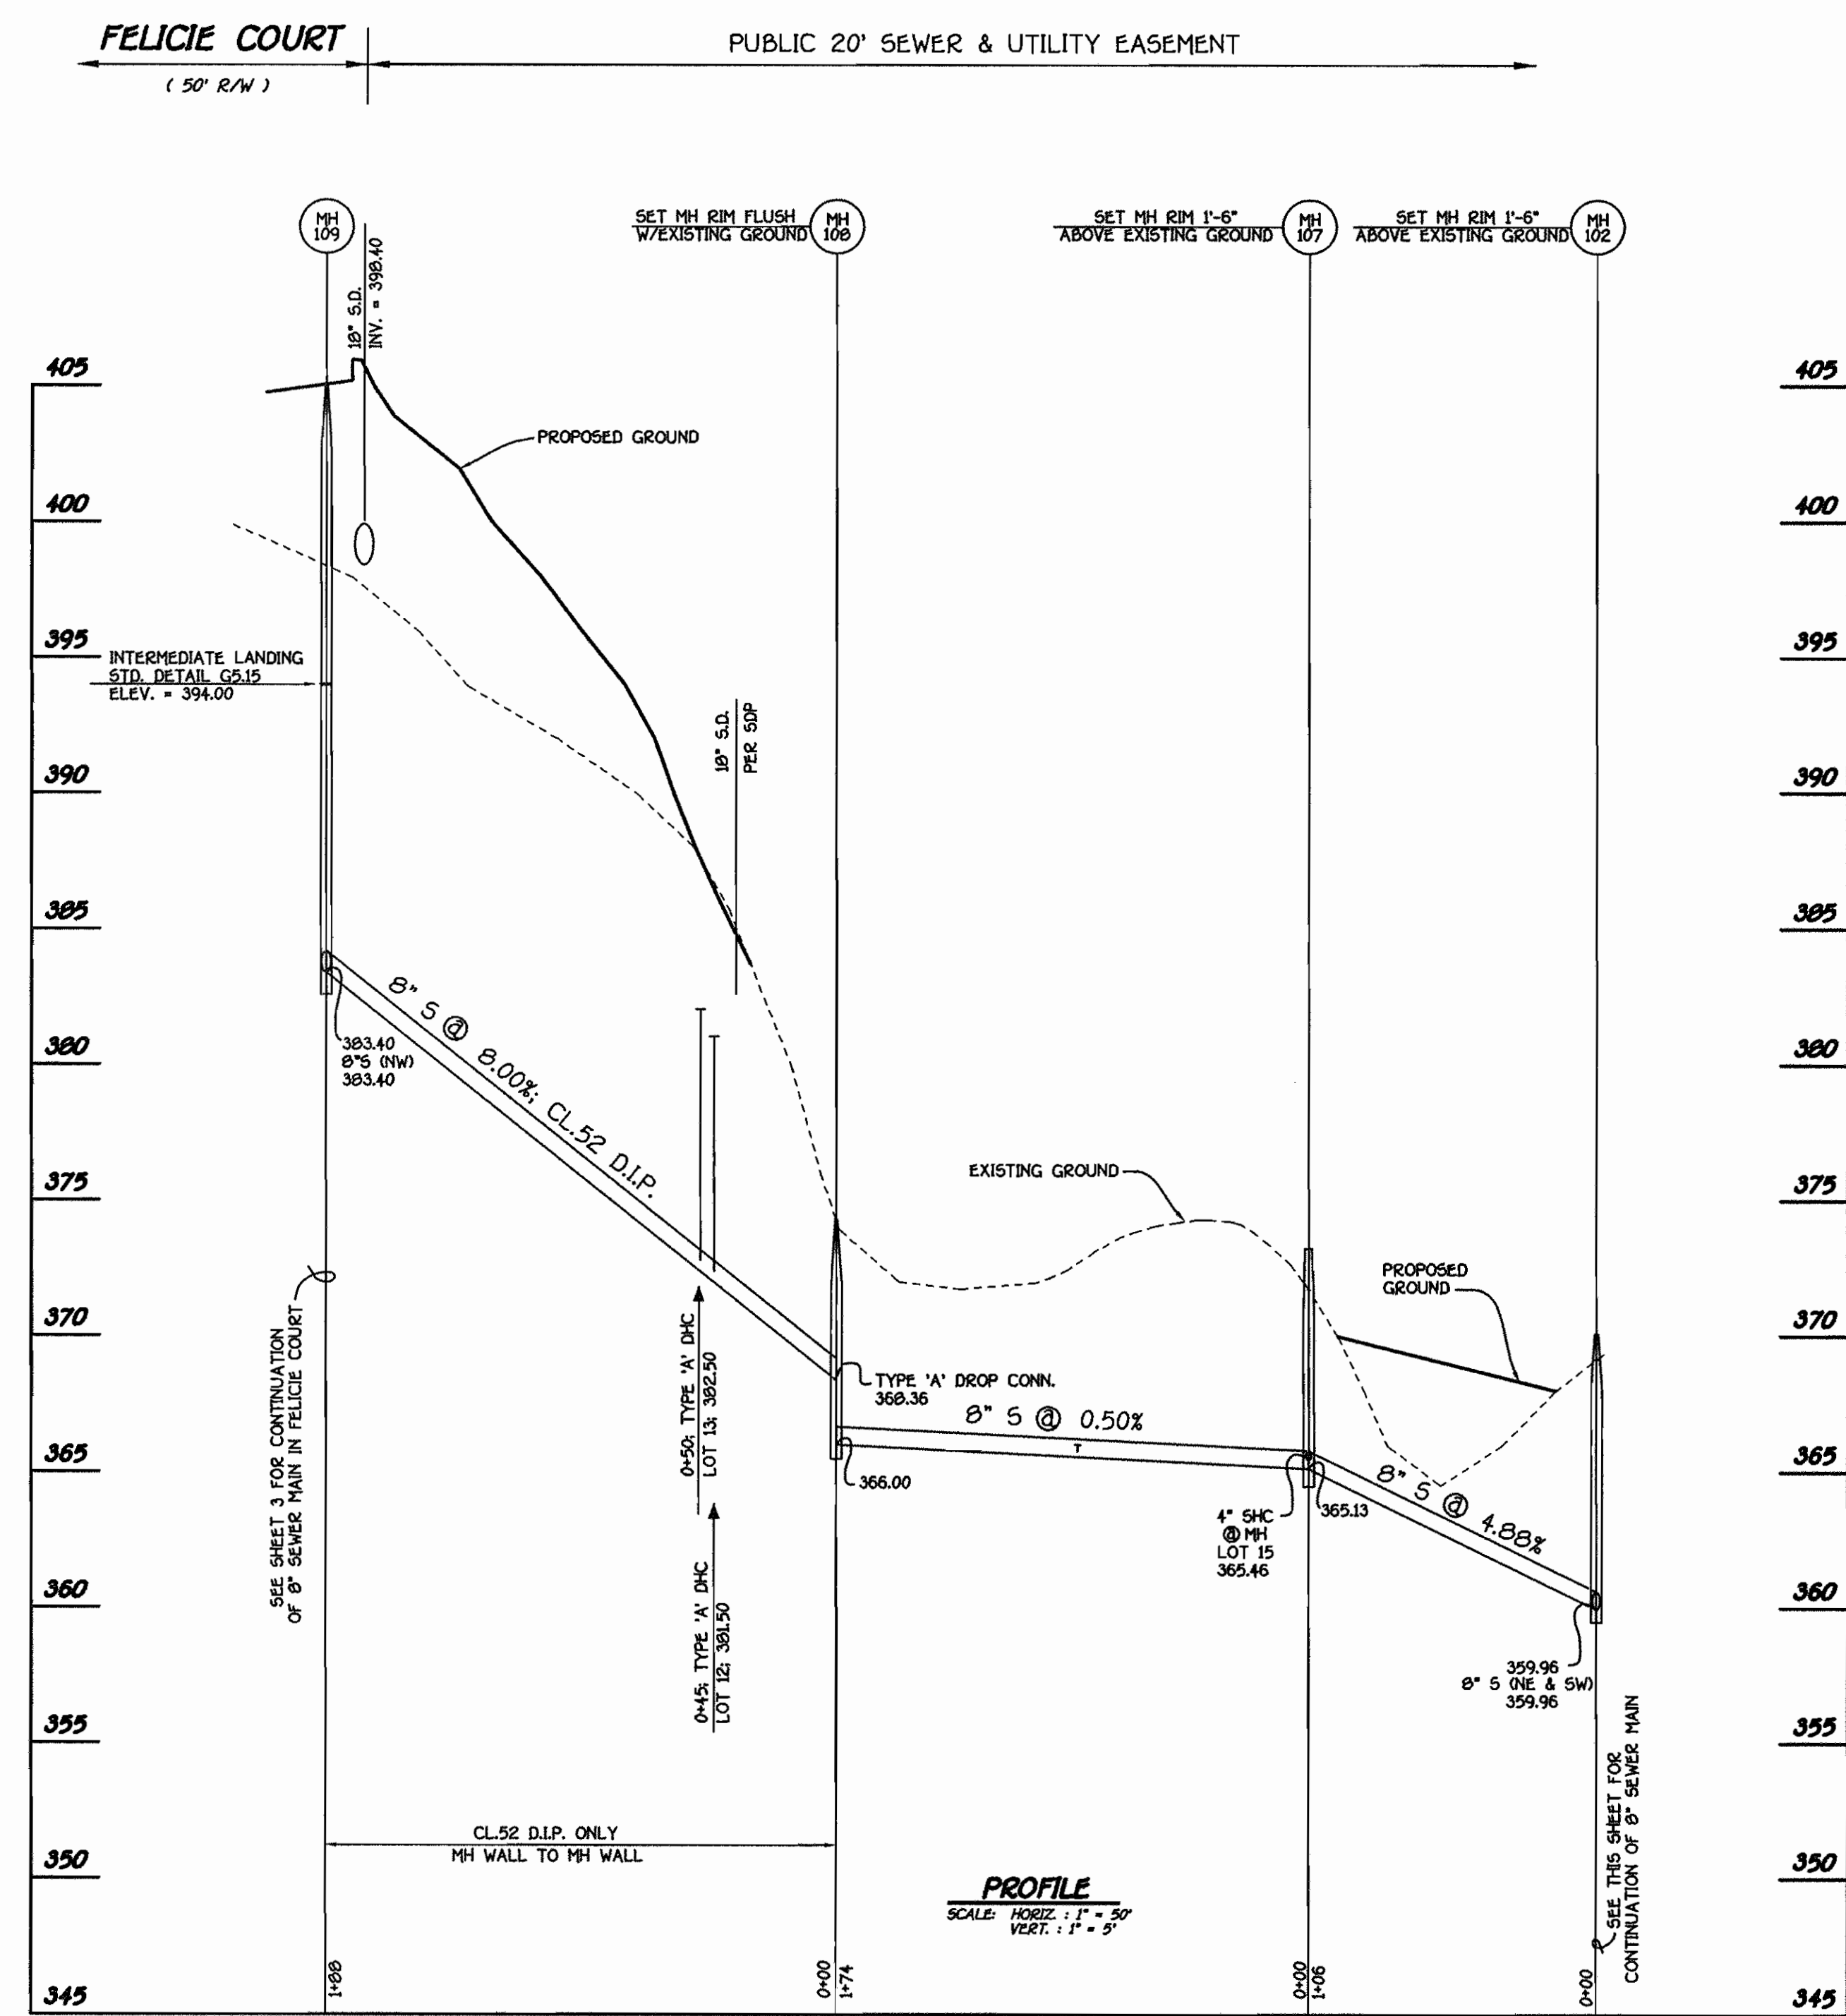 FELICIE COURT
( 50' R/W )
PUBLIC 20' SEWER & UTILITY EASEMENT
MH
109
SET MH RIM FLUSH
W/EXISTING GROUND
MH
108
SET MH RIM 1'-6"
ABOVE EXISTING GROUND
MH
107
SET MH RIM 1'-6"
ABOVE EXISTING GROUND
MH
102
18" S.D.
INV. = 398.40
405
405
PROPOSED GROUND
400
400
395
395
INTERMEDIATE LANDING
STD. DETAIL G5.15
ELEV. = 394.00
18" S.D.
PER SDP
390
390
385
385
8" S @ 8.00%; CL.52 D.I.P.
383.40
8"S (NW)
383.40
380
380
375
375
EXISTING GROUND
PROPOSED
GROUND
370
370
SEE SHEET 3 FOR CONTINUATION
OF 8" SEWER MAIN IN FELICIE COURT
0+50; TYPE 'A' DHC
LOT 13; 382.50
TYPE 'A' DROP CONN.
368.36
8" S @ 0.50%
T
366.00
365
365
8" S @ 4.88%
4" SHC
@ MH
LOT 15
365.46
365.13
0+45; TYPE 'A' DHC
LOT 12; 381.50
360
360
359.96
8" S (NE & SW)
359.96
355
355
SEE THIS SHEET FOR
CONTINUATION OF 8" SEWER MAIN
CL.52 D.I.P. ONLY
MH WALL TO MH WALL
350
350
PROFILE
SCALE: HORIZ. : 1" = 50'
VERT. : 1" = 5'
345
1+88
0+00
1+74
0+00
1+06
0+00
345